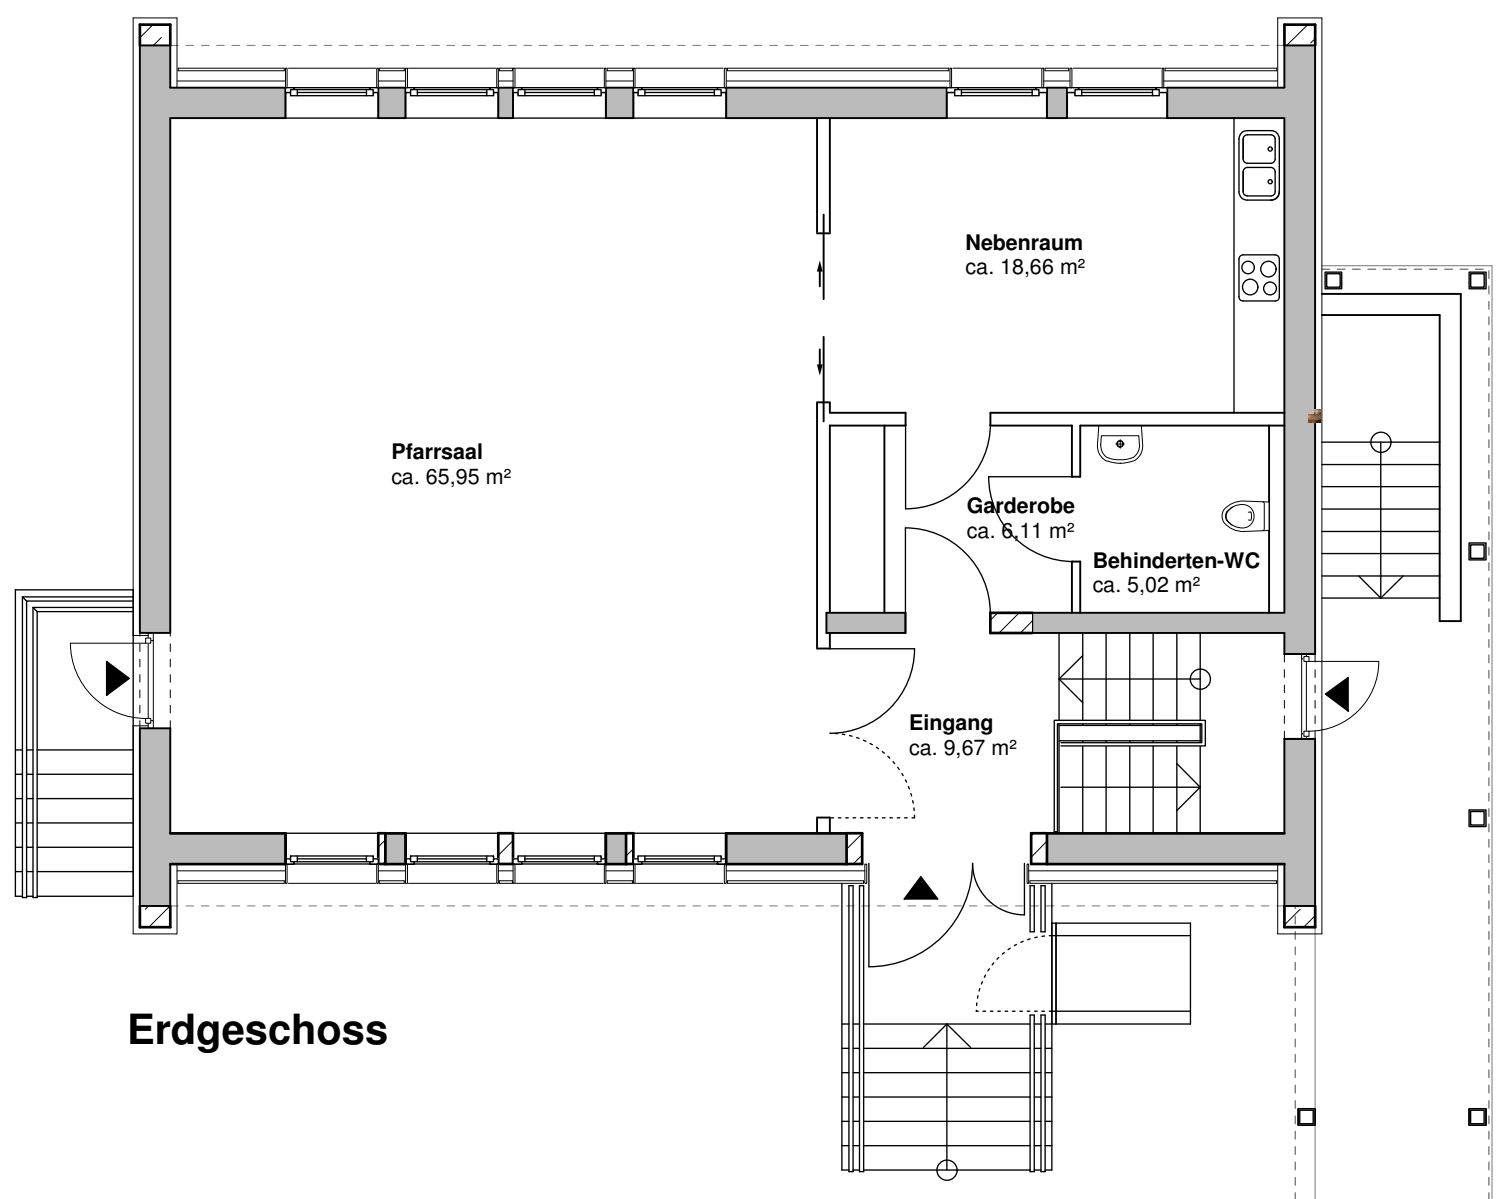 Nebenraum
ca. 18,66 m²
Pfarrsaal
ca. 65,95 m²
Garderobe
ca. 6,11 m²
Behinderten-WC
ca. 5,02 m²
Eingang
ca. 9,67 m²
Erdgeschoss